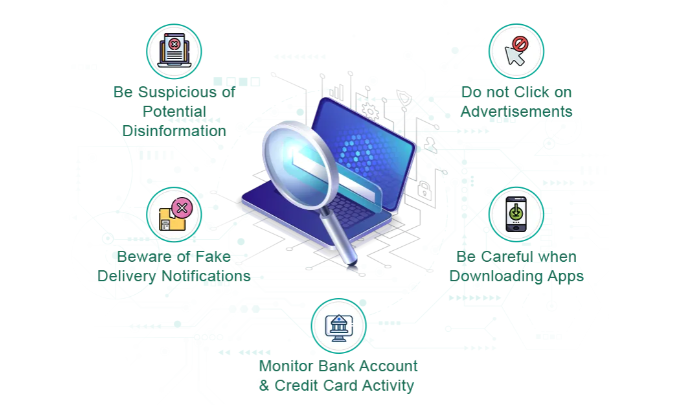 Be Suspicious of
Potential
Disinformation
Do not Click on
Advertisements
Beware of Fake
Delivery Notifications
Be Careful when
Downloading Apps
Monitor Bank Account
& Credit Card Activity